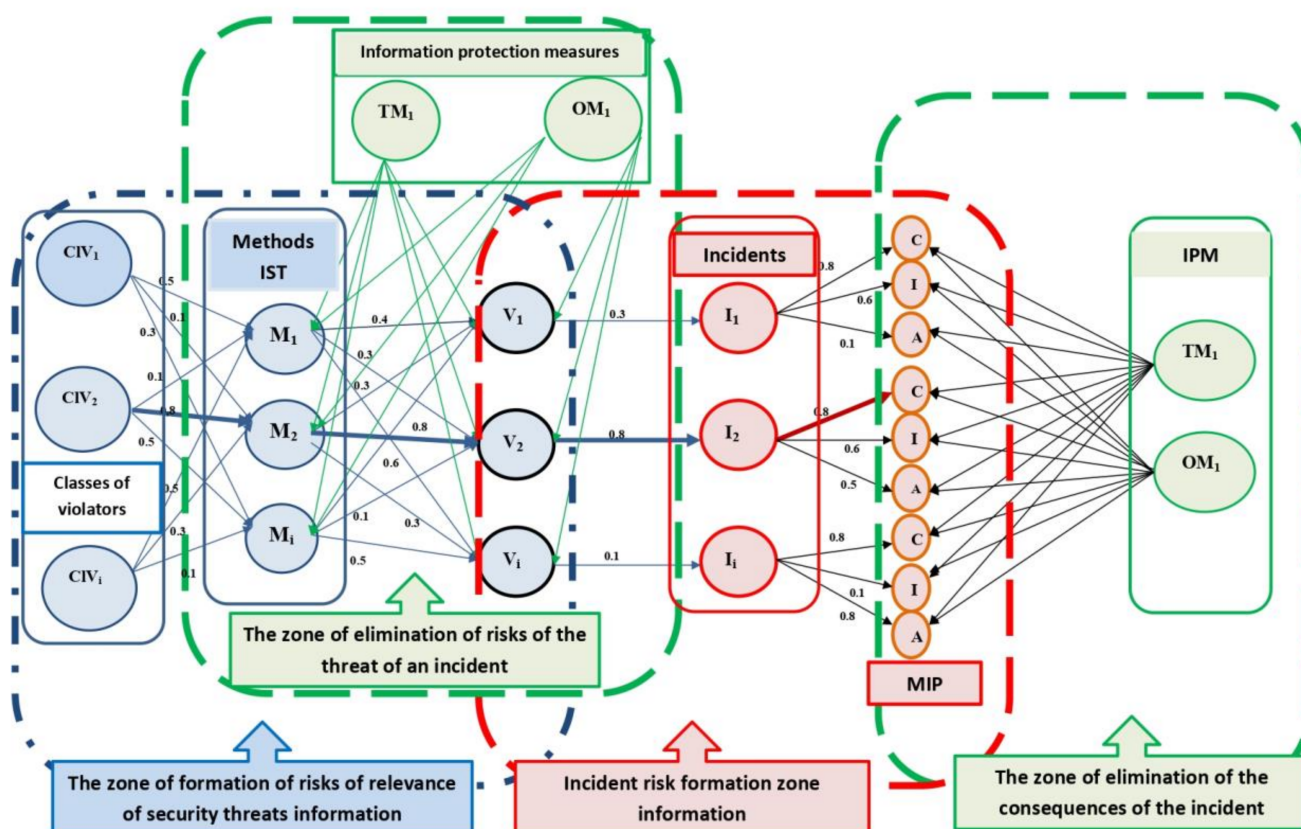 Information protection measures
TM1
OM1
ClV1
Methods
IST
Incidents
C
IPM
0.5
0.8
I
0.1
M1
0.4
V1
0.3
I1
0.6
0.3
A
TM1
0.1
0.3
0.1
0.3
ClV2
0.8
M2
0.8
V2
0.8
I2
0.8
C
I
0.6
0.5
0.6
OM1
Classes of
violators
0.5
A
0.5
0.1
0.3
C
0.3
Mi
0.8
ClVi
0.1
0.5
Vi
0.1
Ii
0.1
I
0.8
A
The zone of elimination of risks of the
threat of an incident
MIP
The zone of formation of risks of relevance
of security threats information
Incident risk formation zone
information
The zone of elimination of the
consequences of the incident